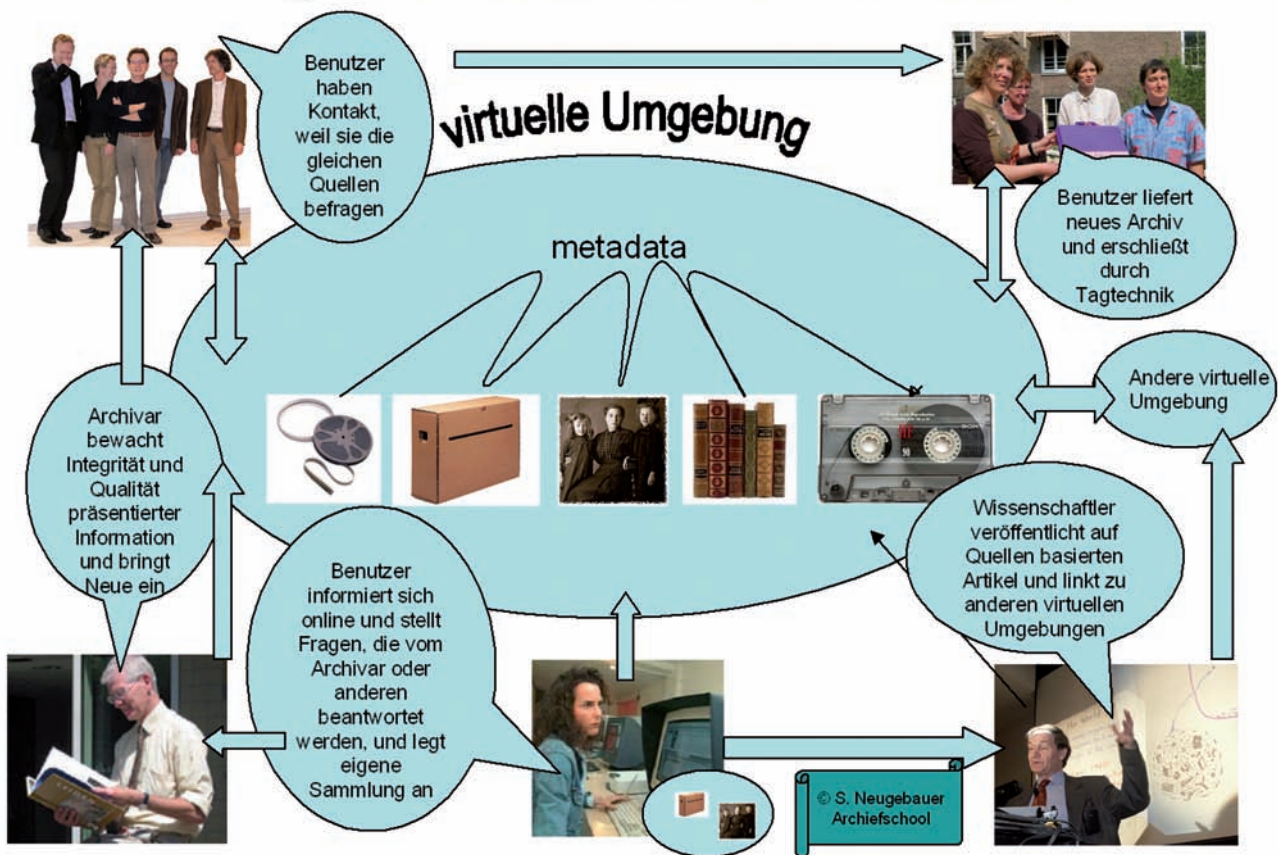 Benutzer
haben
Kontakt,
weil sie die
gleichen
Quellen
befragen
virtuelle Umgebung
Benutzer liefert
neues Archiv
und erschließt
durch
Tagtechnik
metadata
Andere virtuelle
Umgebung
Archivar
bewacht
Integrität und
Qualität
präsentierter
Information
und bringt
Neue ein
90
Benutzer
informiert sich
online und stellt
Fragen, die vom
Archivar oder
anderen
beantwortet
werden, und legt
eigene
Sammlung an
Wissenschaftler
veröffentlicht auf
Quellen basierten
Artikel und linkt zu
anderen virtuellen
Umgebungen
© S. Neugebauer
Archiefschool